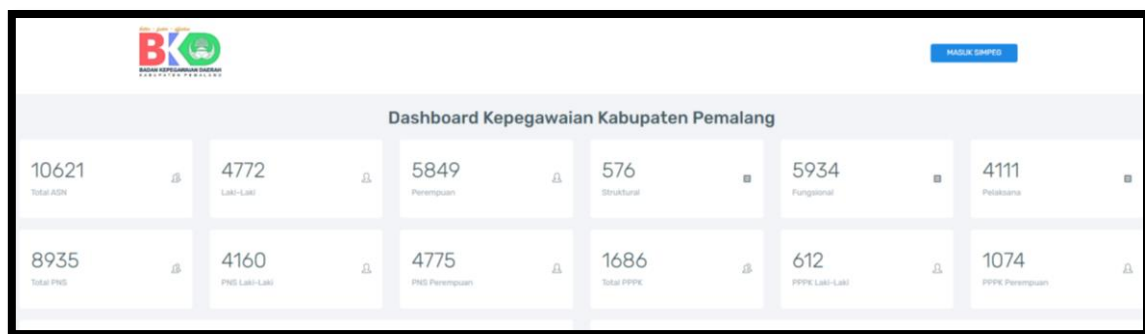 BKD
BADAN KEPEGAWAIAN DAERAH
KABUPATEN PEMALANG
MASUK SIMPEG
Dashboard Kepegawaian Kabupaten Pemalang
10621
Total ASN
4772
Laki-Laki
5849
Perempuan
576
Struktural
5934
Fungsional
4111
Pelaksana
8935
Total PNS
4160
PNS Laki-Laki
4775
PNS Perempuan
1686
Total PPPK
612
PPPK Laki-Laki
1074
PPPK Perempuan